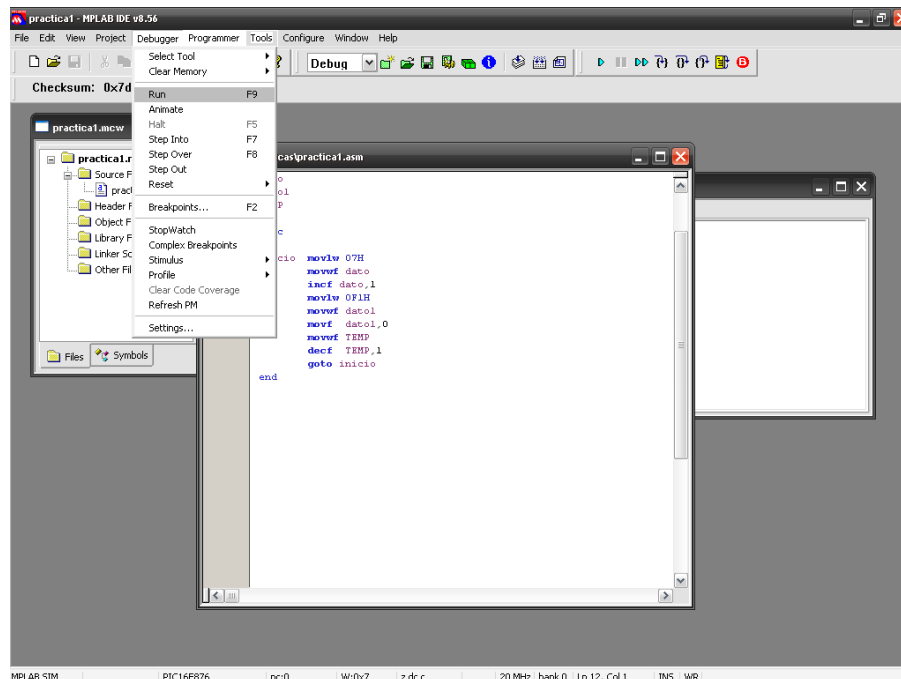 practica1 - MPLAB IDE v8.56
File Edit View Project Debugger Programmer Tools Configure Window Help
Debug
Checksum: 0x7d
Select Tool
Clear Memory
Run F9
Animate
Halt F5
Step Into F7
Step Over F8
Step Out
Reset
Breakpoints... F2
StopWatch
Complex Breakpoints
Stimulus
Profile
Clear Code Coverage
Refresh PM
Settings...
practica1.mcw
practica1.
Source F
prac
Header F
Object F
Library F
Linker Sc
Other Fil
Files Symbols
cas\practica1.asm
o
o1
P
c
cio movlw 07H
movwf dato
incf dato,1
movlw 0F1H
movwf dato1
movf dato1,0
movwf TEMP
decf TEMP,1
goto inicio
end
MPLAB SIM PIC16F876 pc:0 W:0x7 z dc c 20 MHz bank 0 Ln 12, Col 1 INS WR